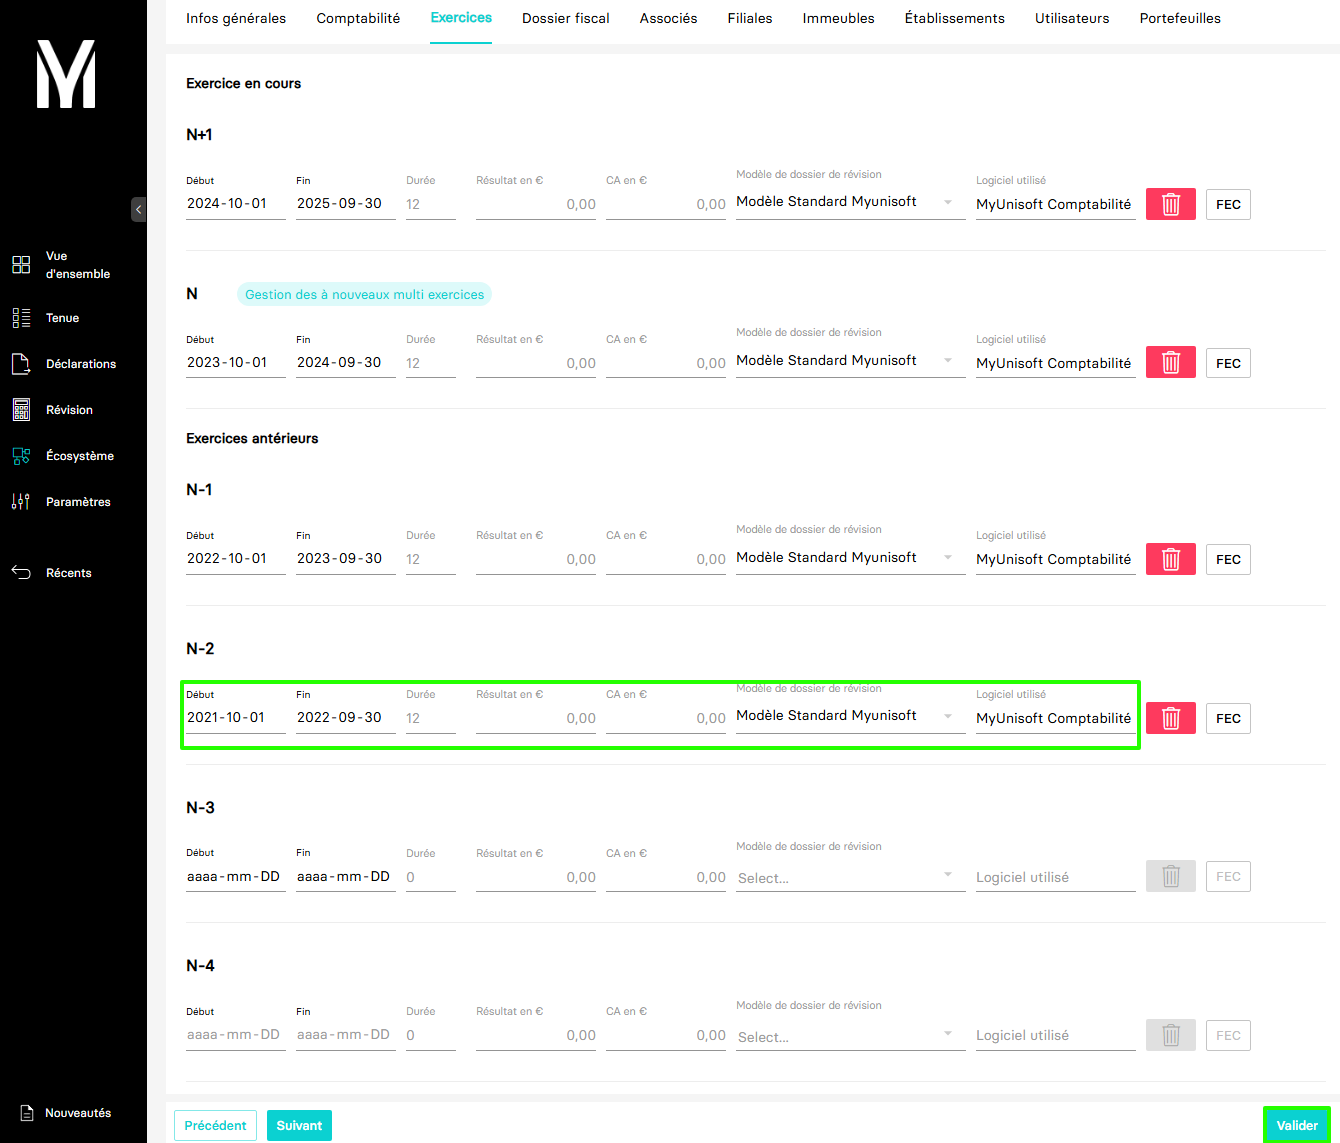 Infos générales Comptabilité Exercices Dossier fiscal Associés Filiales Immeubles Établissements Utilisateurs Portefeuilles
Vue
d'ensemble
Tenue
Déclarations
Révision
Écosystème
Paramètres
Récents
Nouveautés
Exercice en cours
N+1
Début Fin Durée Résultat en € CA en € Modèle de dossier de révision Logiciel utilisé
2024-10-01 2025-09-30 12 0,00 0,00 Modèle Standard Myunisoft MyUnisoft Comptabilité FEC
N Gestion des à nouveaux multi exercices
Début Fin Durée Résultat en € CA en € Modèle de dossier de révision Logiciel utilisé
2023-10-01 2024-09-30 12 0,00 0,00 Modèle Standard Myunisoft MyUnisoft Comptabilité FEC
Exercices antérieurs
N-1
Début Fin Durée Résultat en € CA en € Modèle de dossier de révision Logiciel utilisé
2022-10-01 2023-09-30 12 0,00 0,00 Modèle Standard Myunisoft MyUnisoft Comptabilité FEC
N-2
Début Fin Durée Résultat en € CA en € Modèle de dossier de révision Logiciel utilisé
2021-10-01 2022-09-30 12 0,00 0,00 Modèle Standard Myunisoft MyUnisoft Comptabilité FEC
N-3
Début Fin Durée Résultat en € CA en € Modèle de dossier de révision
aaaa-mm-DD aaaa-mm-DD 0 0,00 0,00 Select... Logiciel utilisé FEC
N-4
Début Fin Durée Résultat en € CA en € Modèle de dossier de révision
aaaa-mm-DD aaaa-mm-DD 0 0,00 0,00 Select... Logiciel utilisé FEC
Précédent Suivant Valider